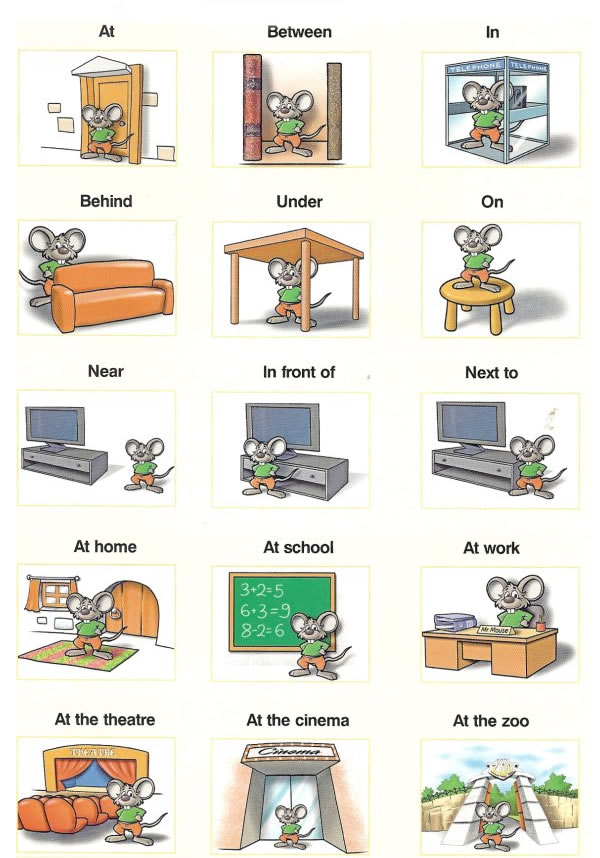 At
Between
In
TELEPHONE TELEPHONE
Behind
Under
On
Near
In front of
Next to
At home
At school
At work
3+2=5
6+3=9
8-2=6
Mr Mouse
At the theatre
At the cinema
At the zoo
THEATRE
Cinema